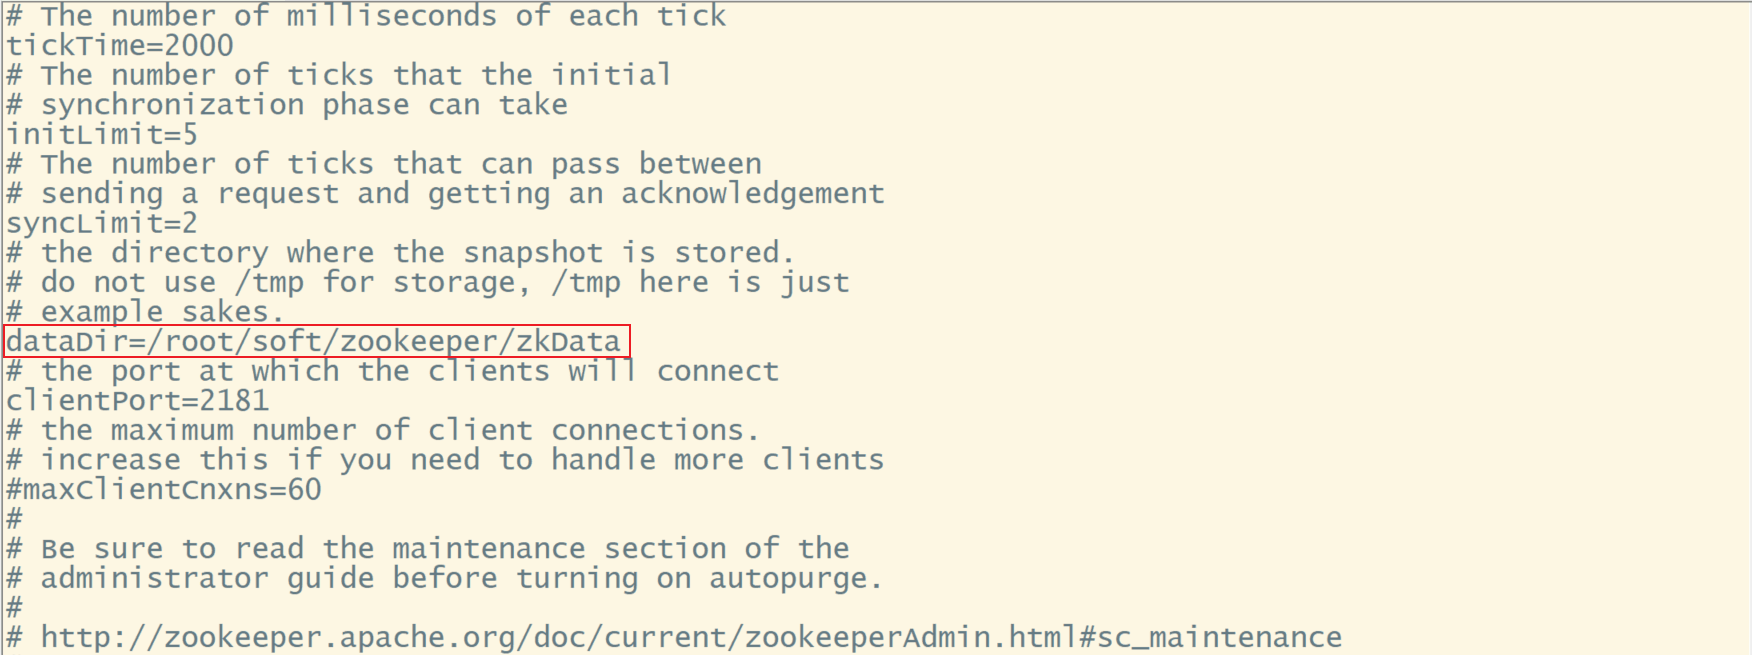 # The number of milliseconds of each tick
tickTime=2000
# The number of ticks that the initial
# synchronization phase can take
initLimit=5
# The number of ticks that can pass between
# sending a request and getting an acknowledgement
syncLimit=2
# the directory where the snapshot is stored.
# do not use /tmp for storage, /tmp here is just
# example sakes.
dataDir=/root/soft/zookeeper/zkData
# the port at which the clients will connect
clientPort=2181
# the maximum number of client connections.
# increase this if you need to handle more clients
#maxClientCnxns=60
#
# Be sure to read the maintenance section of the
# administrator guide before turning on autopurge.
#
# http://zookeeper.apache.org/doc/current/zookeeperAdmin.html#sc_maintenance